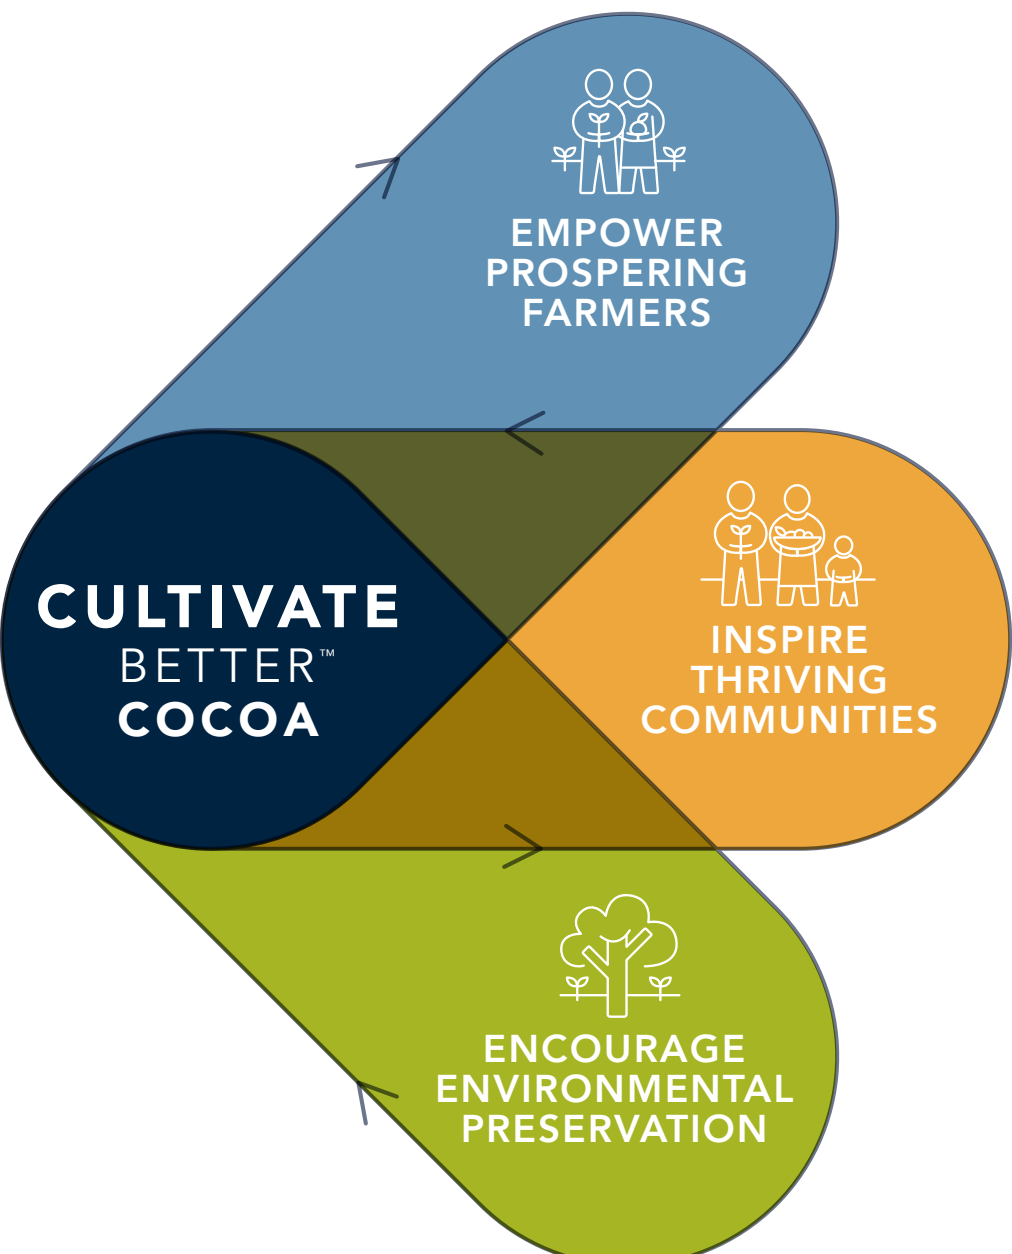 EMPOWER
PROSPERING
FARMERS
CULTIVATE
BETTER™
COCOA
INSPIRE
THRIVING
COMMUNITIES
ENCOURAGE
ENVIRONMENTAL
PRESERVATION